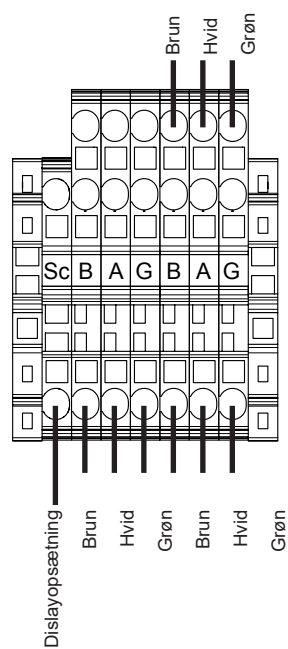 Brun
Hvid
Grøn
Sc B A G B A G
Dislayopsætning
Brun
Hvid
Grøn
Brun
Hvid
Grøn